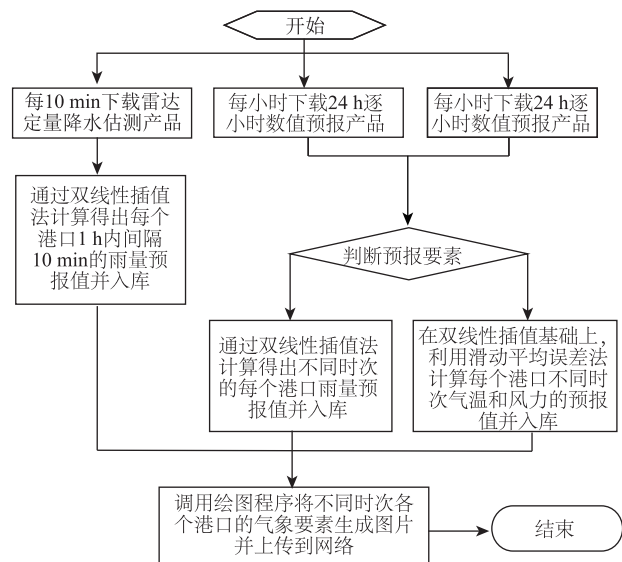 开始
每10 min下载雷达
定量降水估测产品
每小时下载24 h逐
小时数值预报产品
每小时下载24 h逐
小时数值预报产品
通过双线性插值
法计算得出每个
港口1 h内间隔
10 min的雨量预
报值并入库
判断预报要素
通过双线性插值法
计算得出不同时次
的每个港口雨量预
报值并入库
在双线性插值基础上，
利用滑动平均误差法
计算每个港口不同时
次气温和风力的预报
值并入库
调用绘图程序将不同时次各
个港口的气象要素生成图片
并上传到网络
结束